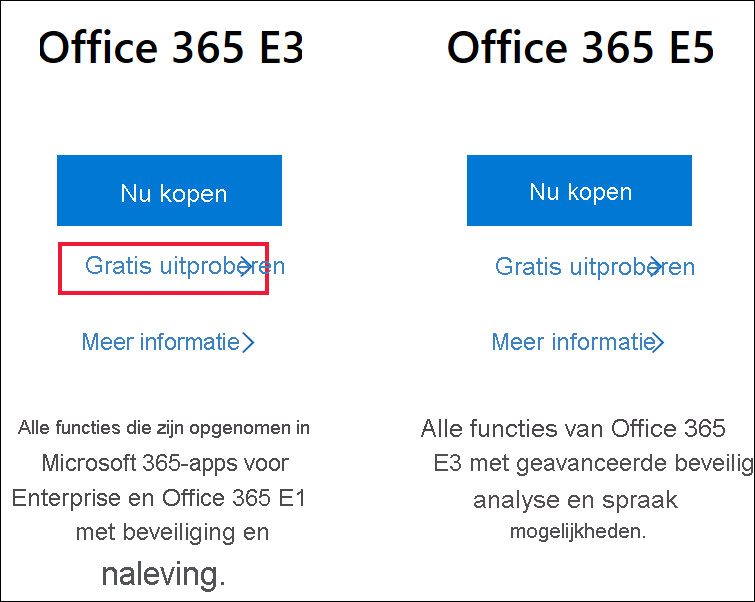 Office 365 E3
Nu kopen
Gratis uitproberen
Meer informatie
Alle functies die zijn opgenomen in
Microsoft 365-apps voor
Enterprise en Office 365 E1
met beveiliging en
naleving.
Office 365 E5
Nu kopen
Gratis uitproberen
Meer informatie
Alle functies van Office 365
E3 met geavanceerde beveilig
analyse en spraak
mogelijkheden.